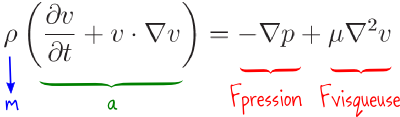 ρ ( ∂v/∂t + v · ∇v ) = −∇p + μ∇²v
m a Fpression Fvisqueuse